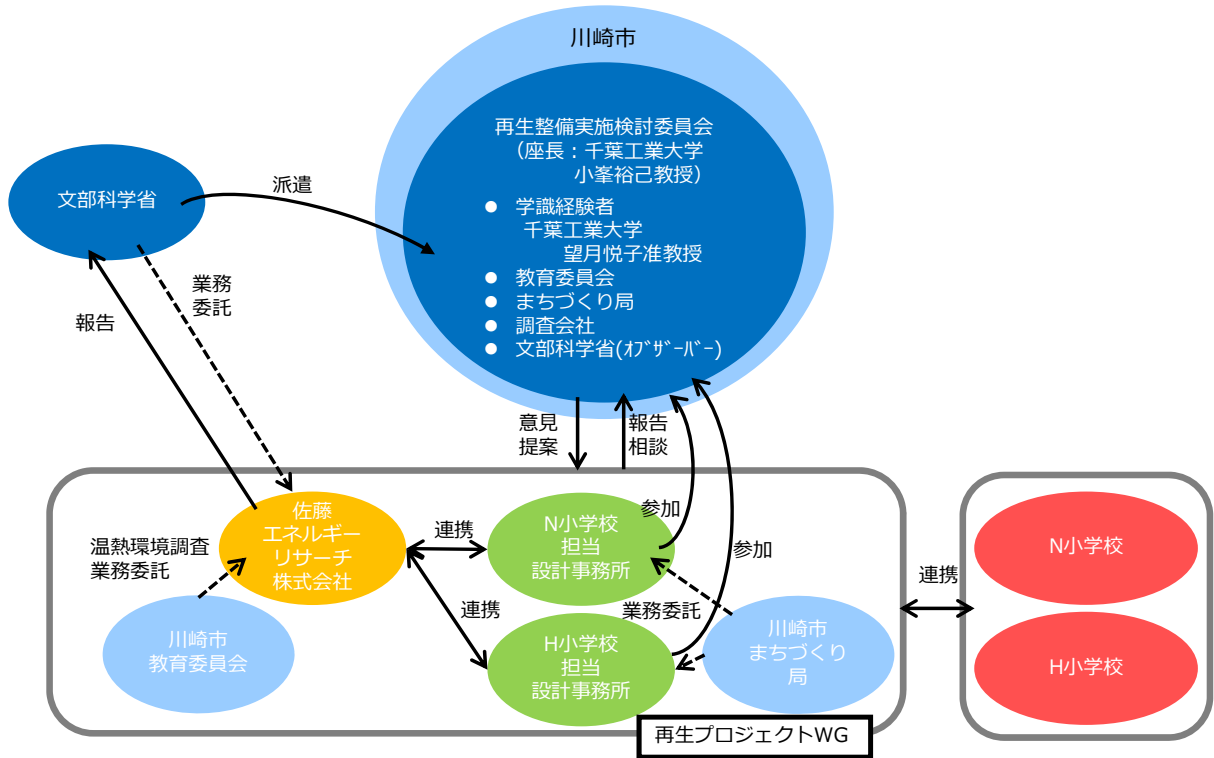 川崎市
再生整備実施検討委員会
（座長：千葉工業大学
小峯裕己教授）
● 学識経験者
千葉工業大学
望月悦子准教授
● 教育委員会
● まちづくり局
● 調査会社
● 文部科学省(ｵﾌﾞｻﾞｰﾊﾞｰ)
文部科学省
派遣
業務
委託
報告
意見
提案
報告
相談
佐藤
エネルギー
リサーチ
株式会社
連携
N小学校
担当
設計事務所
参加
参加
温熱環境調査
業務委託
連携
業務委託
川崎市
教育委員会
H小学校
担当
設計事務所
川崎市
まちづくり
局
再生プロジェクトWG
連携
N小学校
H小学校